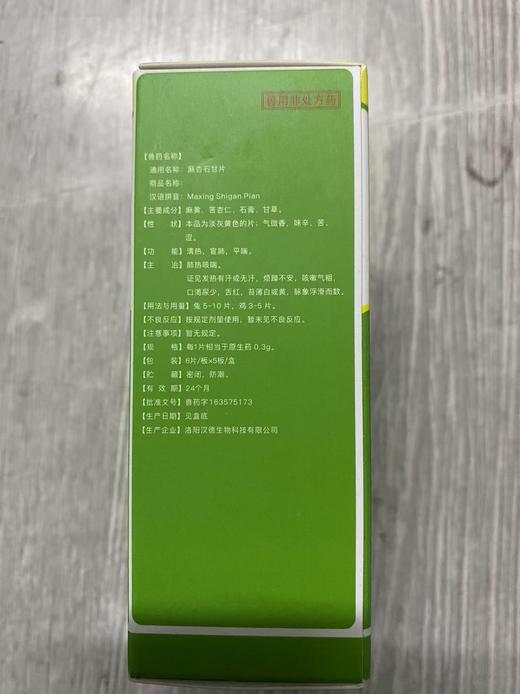 兽用非处方药
【兽药名称】
通用名称：麻杏石甘片
商品名称：
汉语拼音：Maxing Shigan Pian
【主要成分】麻黄、苦杏仁、石膏、甘草。
【性 状】本品为淡灰黄色的片；气微香，味辛、苦、
涩。
【功 能】清热，宣肺，平喘。
【主 治】肺热咳喘。
证见发热有汗或无汗，烦躁不安，咳嗽气粗，
口渴尿少，舌红，苔薄白或黄，脉象浮滑而数。
【用法与用量】兔 5-10 片，鸡 3-5 片。
【不良反应】按规定剂量使用，暂未见不良反应。
【注意事项】暂无规定。
【规 格】每1片相当于原生药 0.3g。
【包 装】6片/板×5板/盒
【贮 藏】密闭，防潮。
【有 效 期】24个月
【批准文号】兽药字163575173
【生产日期】见盒底
【生产企业】洛阳汉德生物科技有限公司